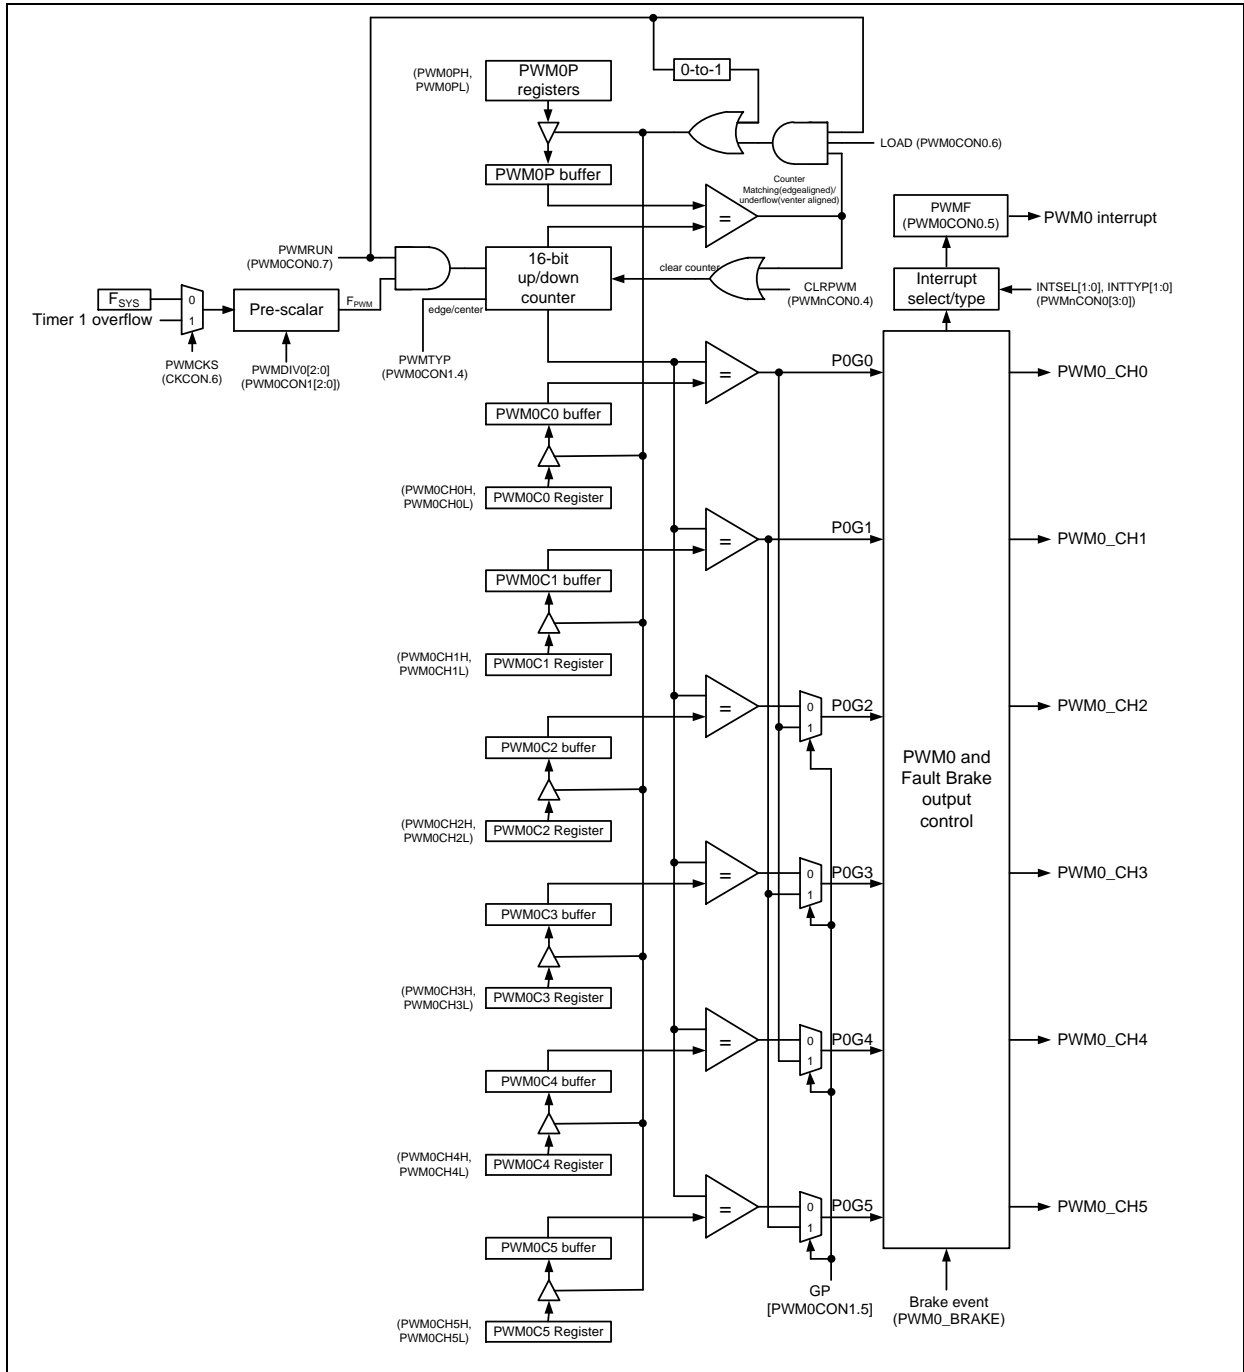 0-to-1
(PWM0PH,
PWM0PL)
PWM0P
registers
LOAD (PWM0CON0.6)
PWM0P buffer
Counter
Matching(edgealigned)/
underflow(venter aligned)
=
PWMF
(PWM0CON0.5)
PWM0 interrupt
PWMRUN
(PWM0CON0.7)
16-bit
up/down
counter
clear counter
CLRPWM
(PWMnCON0.4)
Interrupt
select/type
INTSEL[1:0], INTTYP[1:0]
(PWMnCON0[3:0])
FSYS
Timer 1 overflow
0
1
Pre-scalar
FPWM
edge/center
PWMCKS
(CKCON.6)
PWMDIV0[2:0]
(PWM0CON1[2:0])
PWMTYP
(PWM0CON1.4)
=
P0G0
PWM0_CH0
PWM0C0 buffer
(PWM0CH0H,
PWM0CH0L)
PWM0C0 Register
=
P0G1
PWM0_CH1
PWM0C1 buffer
(PWM0CH1H,
PWM0CH1L)
PWM0C1 Register
=
0
1
P0G2
PWM0_CH2
PWM0C2 buffer
PWM0 and
Fault Brake
output
control
(PWM0CH2H,
PWM0CH2L)
PWM0C2 Register
=
0
1
P0G3
PWM0_CH3
PWM0C3 buffer
(PWM0CH3H,
PWM0CH3L)
PWM0C3 Register
=
0
1
P0G4
PWM0_CH4
PWM0C4 buffer
(PWM0CH4H,
PWM0CH4L)
PWM0C4 Register
=
0
1
P0G5
PWM0_CH5
PWM0C5 buffer
(PWM0CH5H,
PWM0CH5L)
PWM0C5 Register
GP
[PWM0CON1.5]
Brake event
(PWM0_BRAKE)